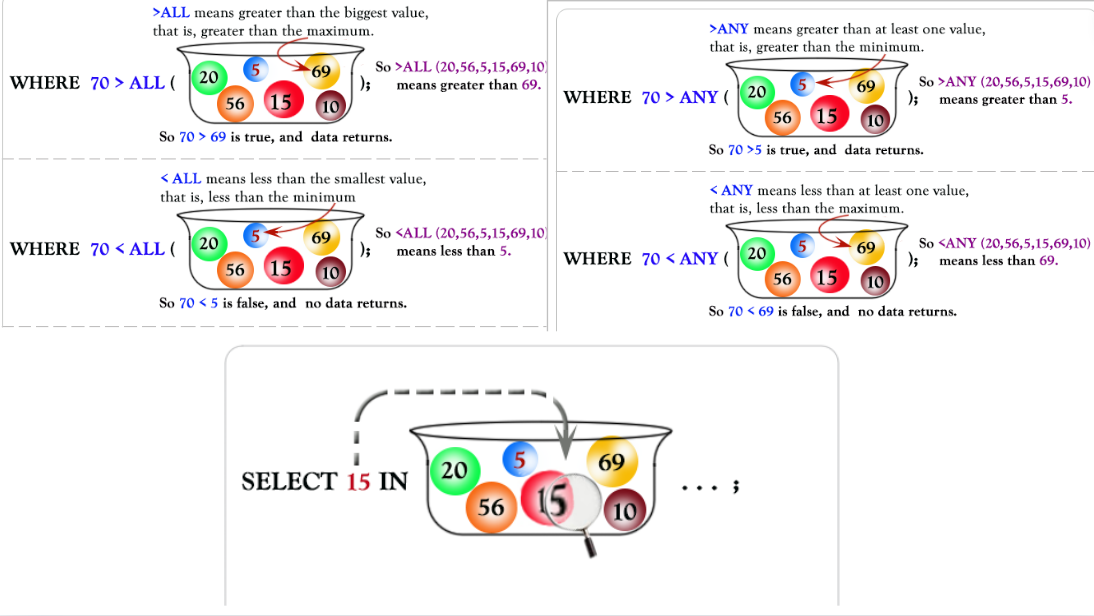 >ALL means greater than the biggest value,
that is, greater than the maximum.
WHERE 70 > ALL (
20
5
69
56
15
10
);
So >ALL (20,56,5,15,69,10)
means greater than 69.
So 70 > 69 is true, and data returns.
< ALL means less than the smallest value,
that is, less than the minimum
WHERE 70 < ALL (
20
5
69
56
15
10
);
So <ALL (20,56,5,15,69,10)
means less than 5.
So 70 < 5 is false, and no data returns.
>ANY means greater than at least one value,
that is, greater than the minimum.
WHERE 70 > ANY (
20
5
69
56
15
10
);
So >ANY (20,56,5,15,69,10)
means greater than 5.
So 70 >5 is true, and data returns.
< ANY means less than at least one value,
that is, less than the maximum.
WHERE 70 < ANY (
20
5
69
56
15
10
);
So <ANY (20,56,5,15,69,10)
means less than 69.
So 70 < 69 is false, and no data returns.
SELECT 15 IN
20
5
69
56
15
10
. . . ;